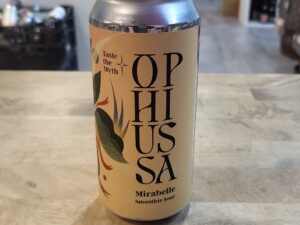 Taste
the
Myth
OP
HI
US
SA
Mirabelle
Smoothie Sour